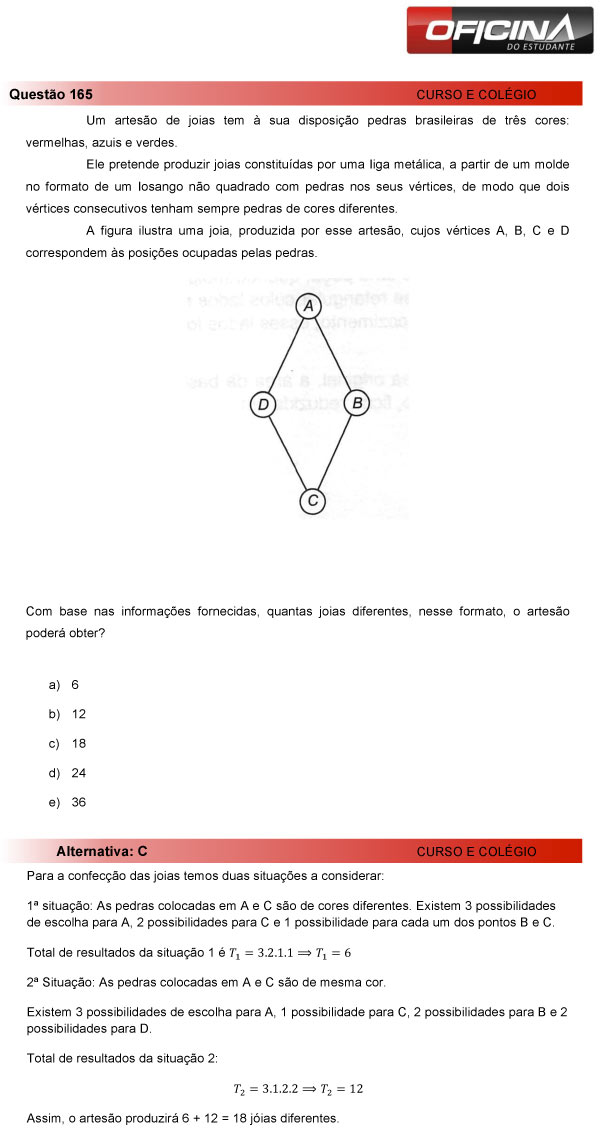 OFICINA
DO ESTUDANTE
Questão 165 CURSO E COLÉGIO
Um artesão de joias tem à sua disposição pedras brasileiras de três cores:
vermelhas, azuis e verdes.
Ele pretende produzir joias constituídas por uma liga metálica, a partir de um molde
no formato de um losango não quadrado com pedras nos seus vértices, de modo que dois
vértices consecutivos tenham sempre pedras de cores diferentes.
A figura ilustra uma joia, produzida por esse artesão, cujos vértices A, B, C e D
correspondem às posições ocupadas pelas pedras.
A
D B
C
Com base nas informações fornecidas, quantas joias diferentes, nesse formato, o artesão
poderá obter?
a) 6
b) 12
c) 18
d) 24
e) 36
Alternativa: C CURSO E COLÉGIO
Para a confecção das joias temos duas situações a considerar:
1ª situação: As pedras colocadas em A e C são de cores diferentes. Existem 3 possibilidades
de escolha para A, 2 possibilidades para C e 1 possibilidade para cada um dos pontos B e C.
Total de resultados da situação 1 é T₁ = 3.2.1.1 ⟹ T₁ = 6
2ª Situação: As pedras colocadas em A e C são de mesma cor.
Existem 3 possibilidades de escolha para A, 1 possibilidade para C, 2 possibilidades para B e 2
possibilidades para D.
Total de resultados da situação 2:
T₂ = 3.1.2.2 ⟹ T₂ = 12
Assim, o artesão produzirá 6 + 12 = 18 jóias diferentes.